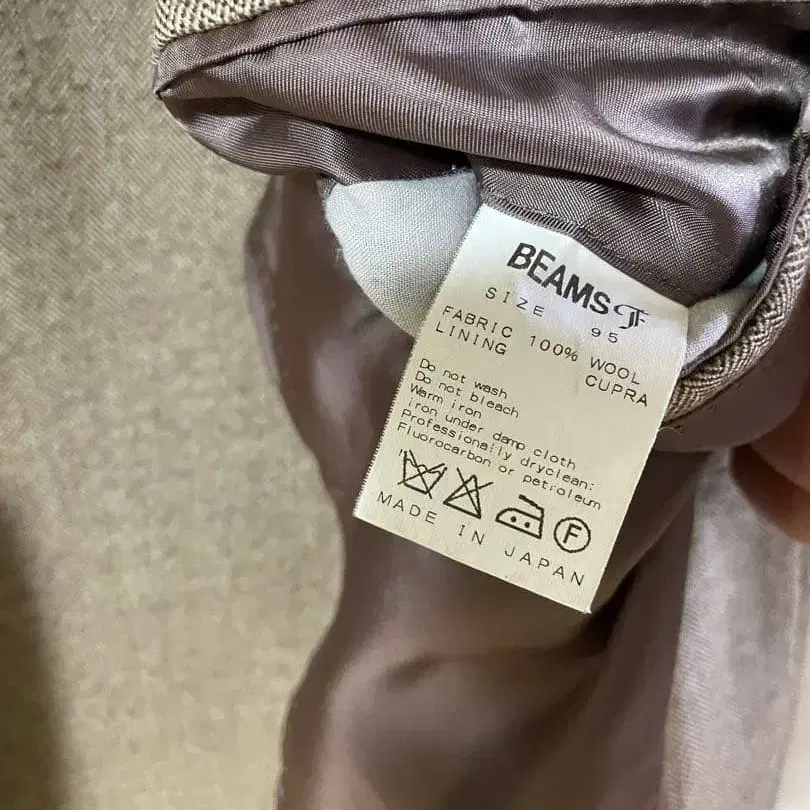 BEAMS F
SIZE 95
FABRIC 100% WOOL
LINING CUPRA
Do not wash
Do not bleach
Warm iron
iron under damp cloth
Professionally dryclean:
Fluorocarbon or petroleum
F
MADE IN JAPAN